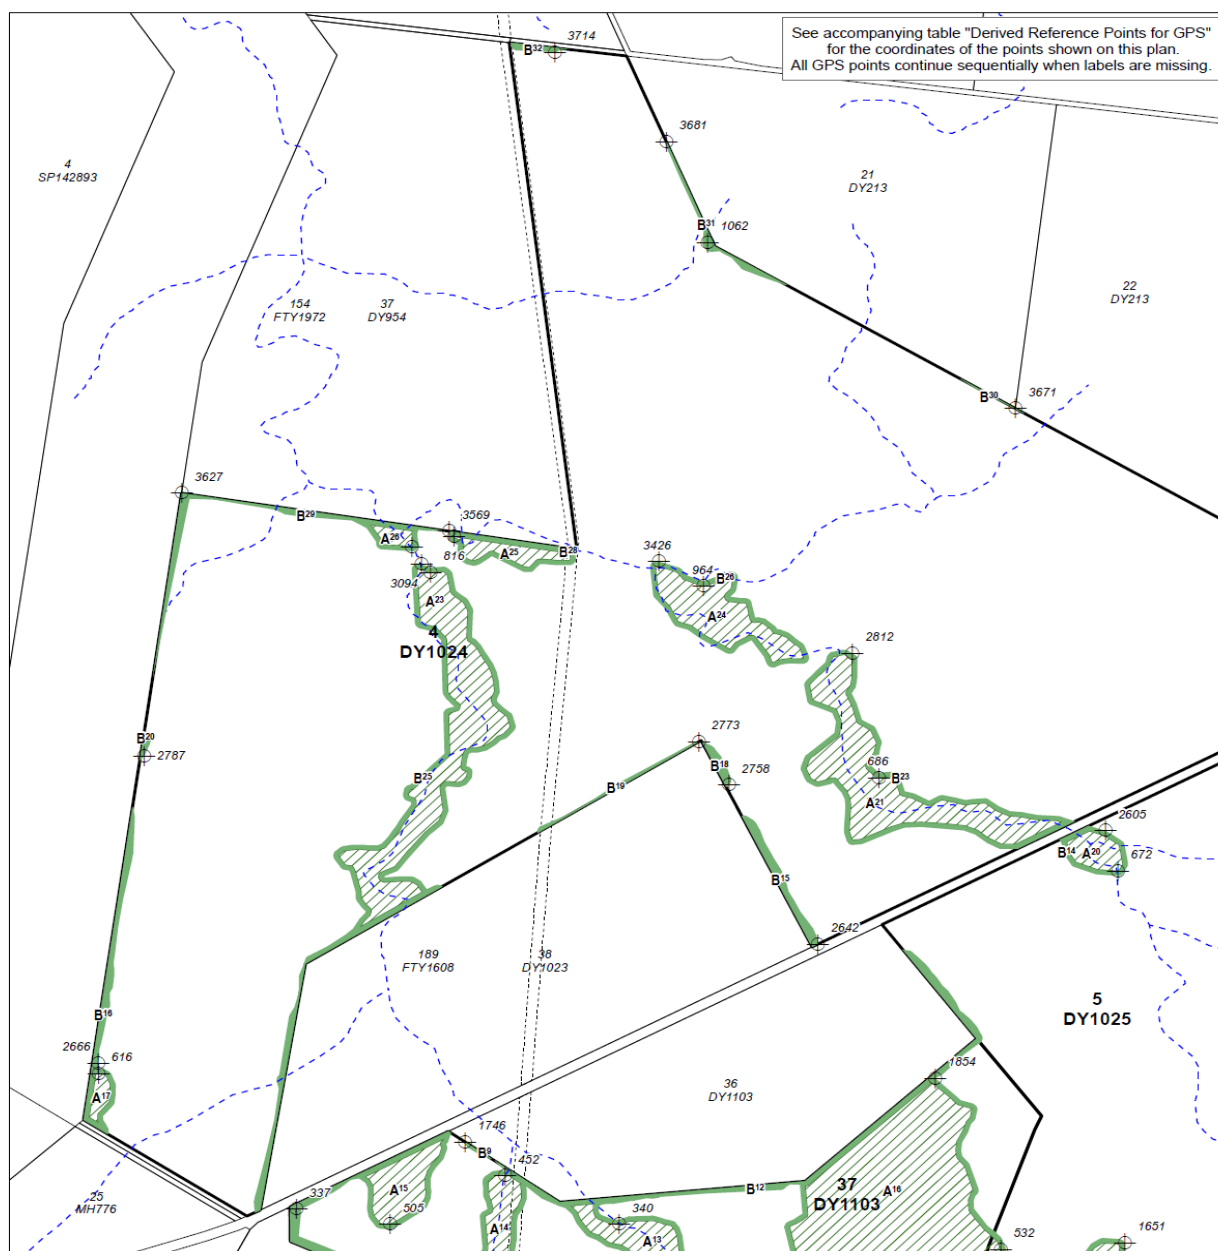 See accompanying table "Derived Reference Points for GPS"
for the coordinates of the points shown on this plan.
All GPS points continue sequentially when labels are missing.
B32
3714
3681
4
SP142893
21
DY213
B31
1062
22
DY213
154
FTY1972
37
DY954
B30
3671
3627
B29
3569
A26
816
A25
B28
3426
3094
964
B26
A23
A24
4
DY1024
2812
2773
B20
2787
B25
B19
B18
2758
686
B23
A21
2605
B14
A20
672
B15
2642
189
FTY1608
38
DY1023
5
DY1025
B16
2666
616
A17
36
DY1103
1854
1746
B9
452
25
MH776
337
A15
505
B12
37
DY1103
A16
A14
340
A13
532
1651